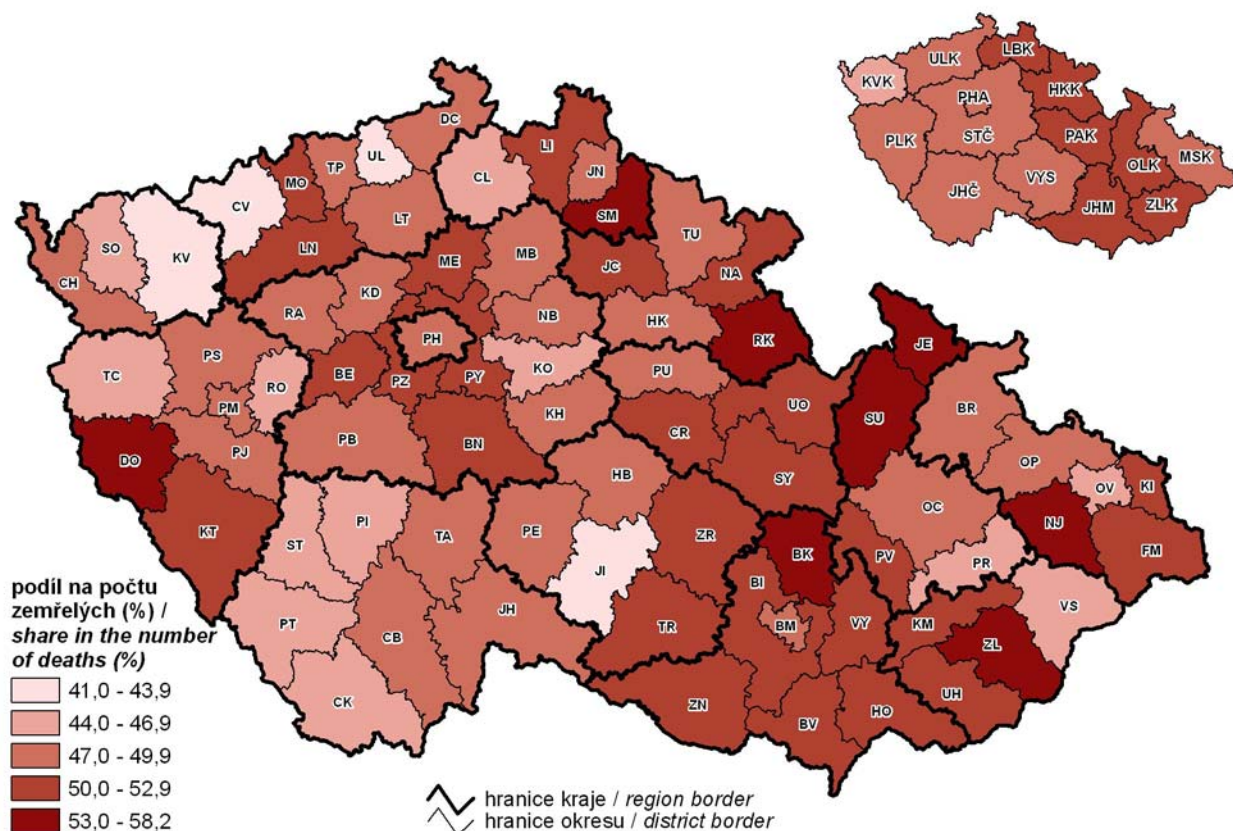 LBK
ULK
KVK
HKK
PHA
STČ
PAK
PLK
OLK
MSK
VYS
JHČ
JHM
ZLK
DC
UL
LI
TP
JN
MO
CL
CV
SM
LT
SO
KV
LN
TU
MB
ME
JC
NA
CH
KD
RA
NB
HK
PH
RK
JE
PS
TC
RO
BE
PZ
PY
KO
PU
PM
UO
BR
SU
KH
CR
PB
PJ
BN
DO
OP
HB
SY
OV
KI
OC
NJ
PI
ST
TA
PE
ZR
KT
BK
PV
FM
PR
JI
BI
VS
PT
CB
JH
TR
BM
VY
KM
ZL
CK
ZN
BV
HO
UH
podíl na počtu
zemřelých (%) /
share in the number
of deaths (%)
41,0 - 43,9
44,0 - 46,9
47,0 - 49,9
50,0 - 52,9
53,0 - 58,2
hranice kraje / region border
hranice okresu / district border